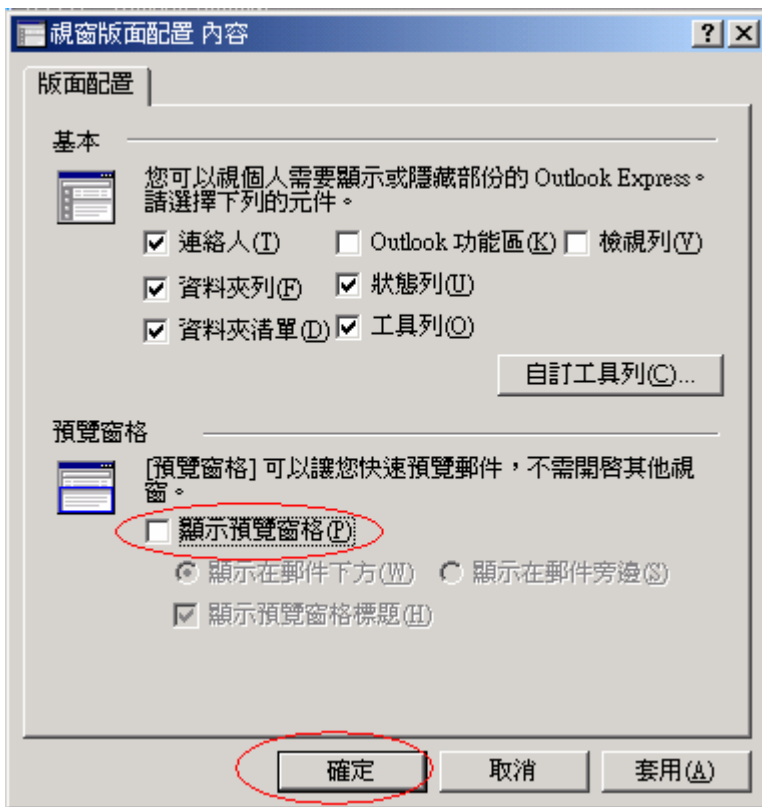 視窗版面配置 內容
版面配置
基本
您可以視個人需要顯示或隱藏部份的 Outlook Express。
請選擇下列的元件。
連絡人(T) Outlook 功能區(K) 檢視列(V)
資料夾列(F) 狀態列(U)
資料夾清單(D) 工具列(O)
自訂工具列(C)...
預覽窗格
[預覽窗格] 可以讓您快速預覽郵件，不需開啟其他視
窗。
顯示預覽窗格(P)
顯示在郵件下方(W) 顯示在郵件旁邊(S)
顯示預覽窗格標題(H)
確定 取消 套用(A)